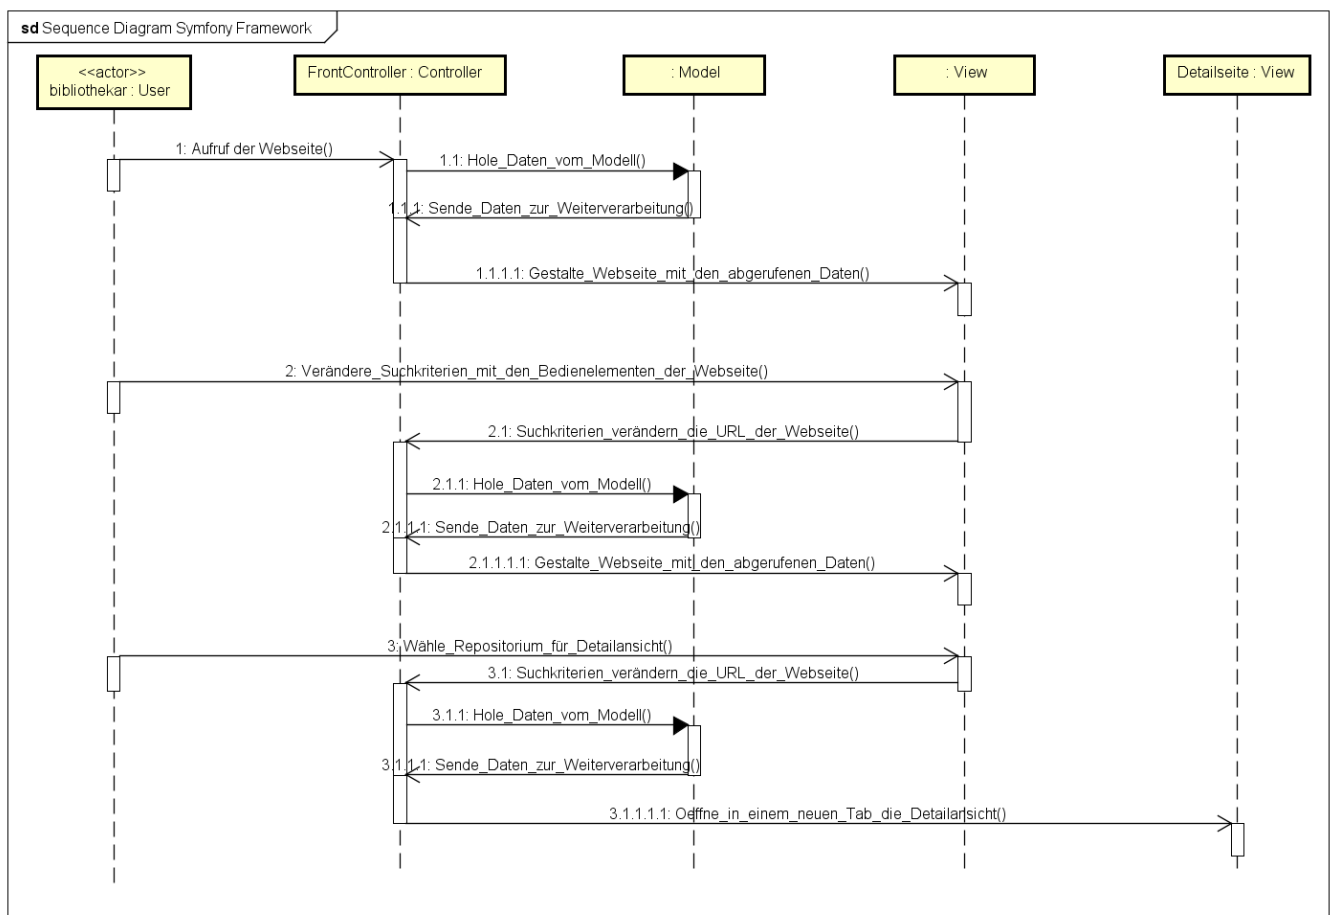 sd Sequence Diagram Symfony Framework
<<actor>>
bibliothekar : User
FrontController : Controller
: Model
: View
Detailseite : View
1: Aufruf der Webseite()
1.1: Hole_Daten_vom_Modell()
1.1.1: Sende_Daten_zur_Weiterverarbeitung()
1.1.1.1: Gestalte_Webseite_mit_den_abgerufenen_Daten()
2: Verändere_Suchkriterien_mit_den_Bedienelementen_der_Webseite()
2.1: Suchkriterien_verändern_die_URL_der_Webseite()
2.1.1: Hole_Daten_vom_Modell()
2.1.1.1: Sende_Daten_zur_Weiterverarbeitung()
2.1.1.1.1: Gestalte_Webseite_mit_den_abgerufenen_Daten()
3: Wähle_Repositorium_für_Detailansicht()
3.1: Suchkriterien_verändern_die_URL_der_Webseite()
3.1.1: Hole_Daten_vom_Modell()
3.1.1.1: Sende_Daten_zur_Weiterverarbeitung()
3.1.1.1.1: Oeffne_in_einem_neuen_Tab_die_Detailansicht()